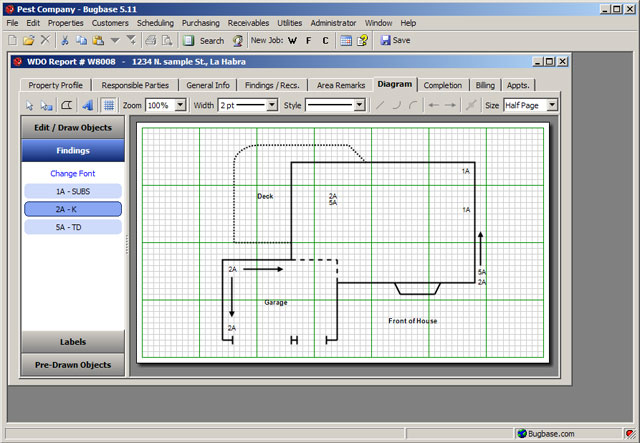 Pest Company - Bugbase 5.11
File Edit Properties Customers Scheduling Purchasing Receivables Utilities Administrator Window Help
Search New Job: W F C Save
WDO Report # W8008 - 1234 N. sample St., La Habra
Property Profile Responsible Parties General Info Findings / Recs. Area Remarks Diagram Completion Billing Appts.
Zoom 100% Width 2 pt Style Size Half Page
Edit / Draw Objects
Findings
Change Font
1A - SUBS
2A - K
5A - TD
Labels
Pre-Drawn Objects
1A
Deck
2A
5A
1A
2A
5A
2A
Garage
Front of House
2A
Bugbase.com